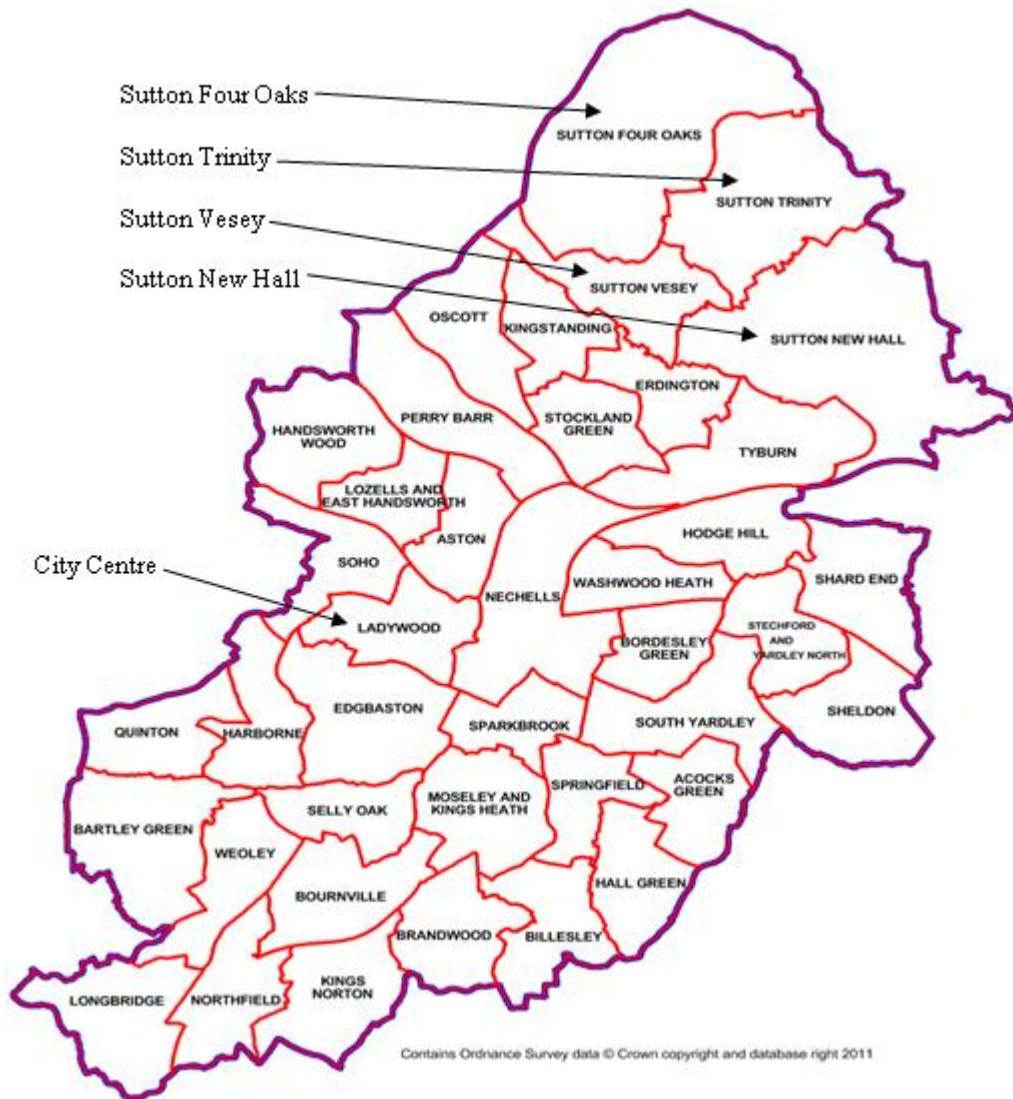 Sutton Four Oaks
SUTTON FOUR OAKS
Sutton Trinity
SUTTON TRINITY
Sutton Vesey
Sutton New Hall
SUTTON VESEY
OSCOTT
KINGSTANDING
SUTTON NEW HALL
ERDINGTON
PERRY BARR
STOCKLAND
GREEN
HANDSWORTH
WOOD
TYBURN
LOZELLS AND
EAST HANDSWORTH
ASTON
HODGE HILL
City Centre
SOHO
NECHELLS
WASHWOOD HEATH
SHARD END
LADYWOOD
STECHFORD
AND
YARDLEY NORTH
BORDESLEY
GREEN
EDGBASTON
SHELDON
QUINTON
HARBORNE
SPARKBROOK
SOUTH YARDLEY
SPRINGFIELD
ACOCKS
GREEN
MOSELEY AND
KINGS HEATH
SELLY OAK
BARTLEY GREEN
WEOLEY
HALL GREEN
BOURNVILLE
BRANDWOOD
BILLESLEY
KINGS
NORTON
LONGBRIDGE
NORTHFIELD
Contains Ordnance Survey data © Crown copyright and database right 2011